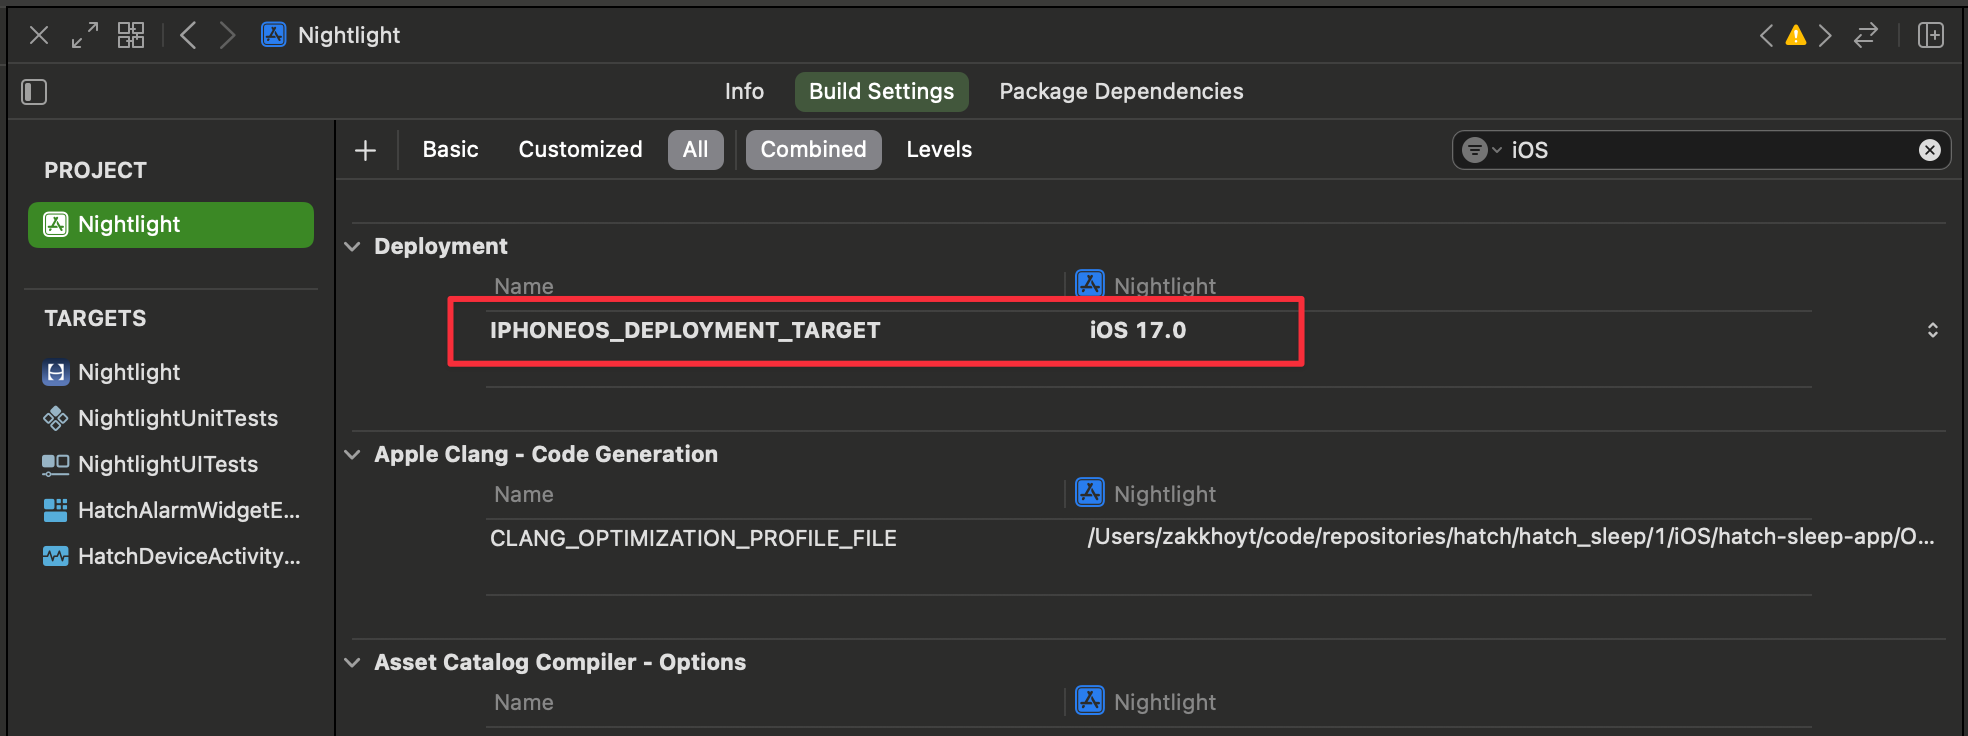 Nightlight
Info
Build Settings
Package Dependencies
PROJECT
Nightlight
TARGETS
Nightlight
NightlightUnitTests
NightlightUITests
HatchAlarmWidgetE...
HatchDeviceActivity...
Basic
Customized
All
Combined
Levels
iOS
Deployment
Name
Nightlight
IPHONEOS_DEPLOYMENT_TARGET
iOS 17.0
Apple Clang - Code Generation
Name
Nightlight
CLANG_OPTIMIZATION_PROFILE_FILE
/Users/zakkhoyt/code/repositories/hatch/hatch_sleep/1/iOS/hatch-sleep-app/O...
Asset Catalog Compiler - Options
Name
Nightlight